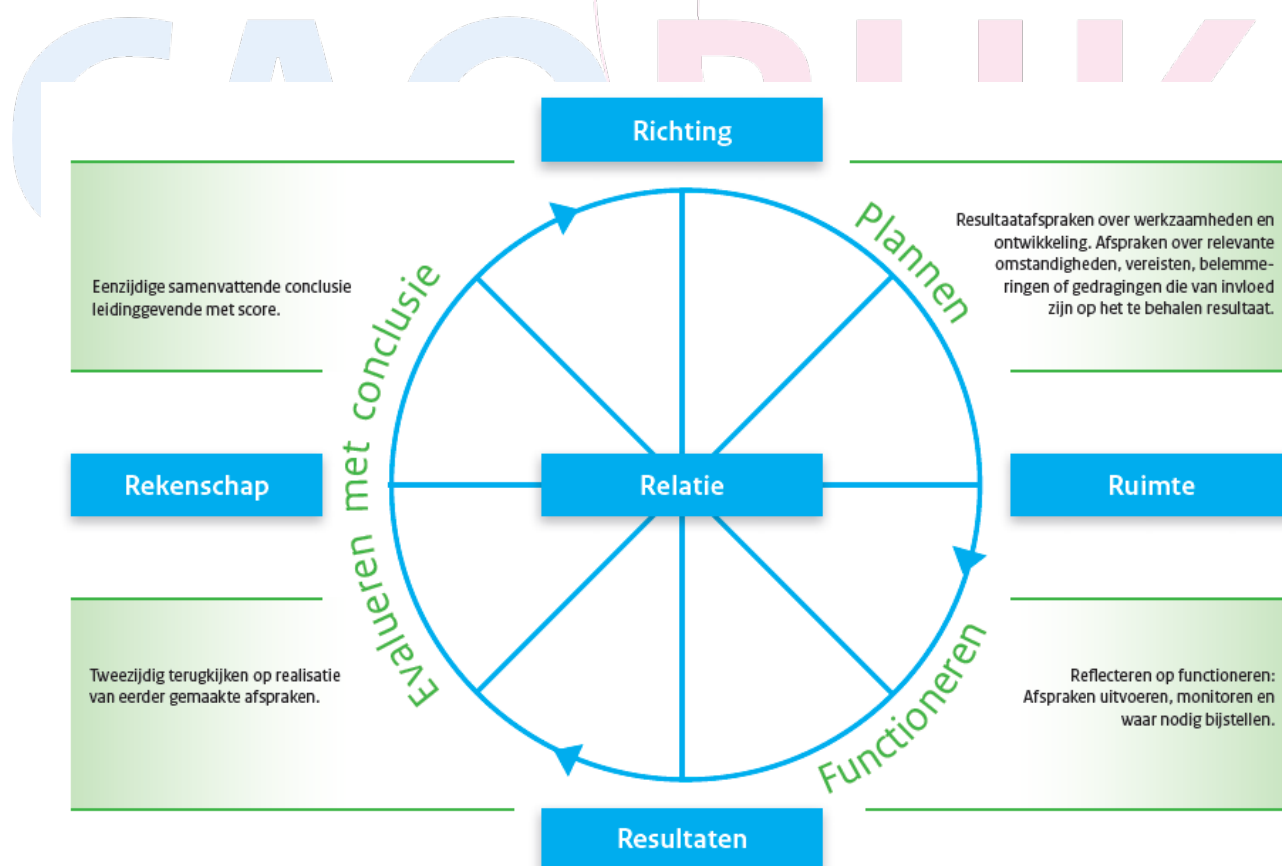 CAO RIJK
Richting
Plannen
Resultaatafspraken over werkzaamheden en
ontwikkeling. Afspraken over relevante
omstandigheden, vereisten, belemme-
ringen of gedragingen die van invloed
zijn op het te behalen resultaat.
Eenzijdige samenvattende conclusie
leidinggevende met score.
Evalueren met conclusie
Rekenschap
Relatie
Ruimte
Tweezijdig terugkijken op realisatie
van eerder gemaakte afspraken.
Reflecteren op functioneren:
Afspraken uitvoeren, monitoren en
waar nodig bijstellen.
Functioneren
Resultaten